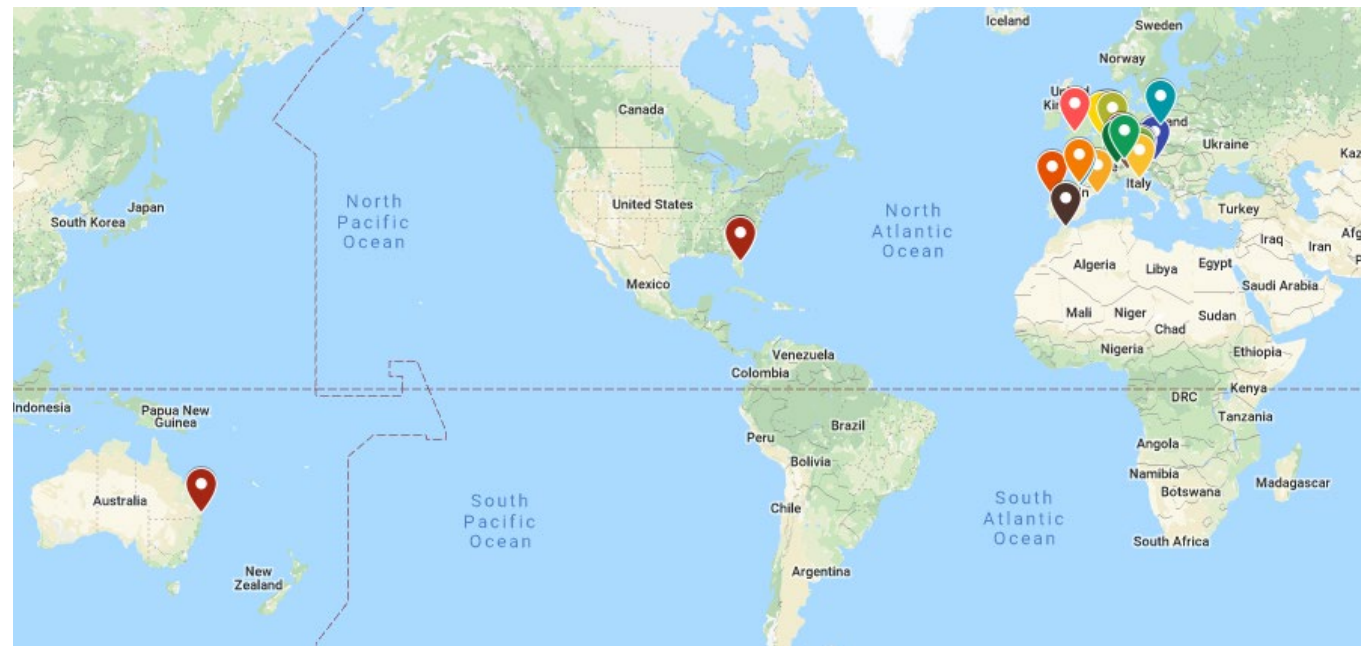 Iceland
Sweden
Norway
Canada
Ukraine
Italy
North
Pacific
Ocean
United States
North
Atlantic
Ocean
Turkey
South Korea
Japan
Iraq
Iran
Algeria
Libya
Egypt
Saudi Arabia
Mexico
Mali
Niger
Chad
Sudan
Nigeria
Ethiopia
Venezuela
Colombia
Kenya
DRC
Indonesia
Papua New
Guinea
Tanzania
Brazil
Peru
Angola
Bolivia
Namibia
Botswana
Madagascar
Australia
South
Pacific
Ocean
Chile
South
Atlantic
Ocean
South Africa
New
Zealand
Argentina